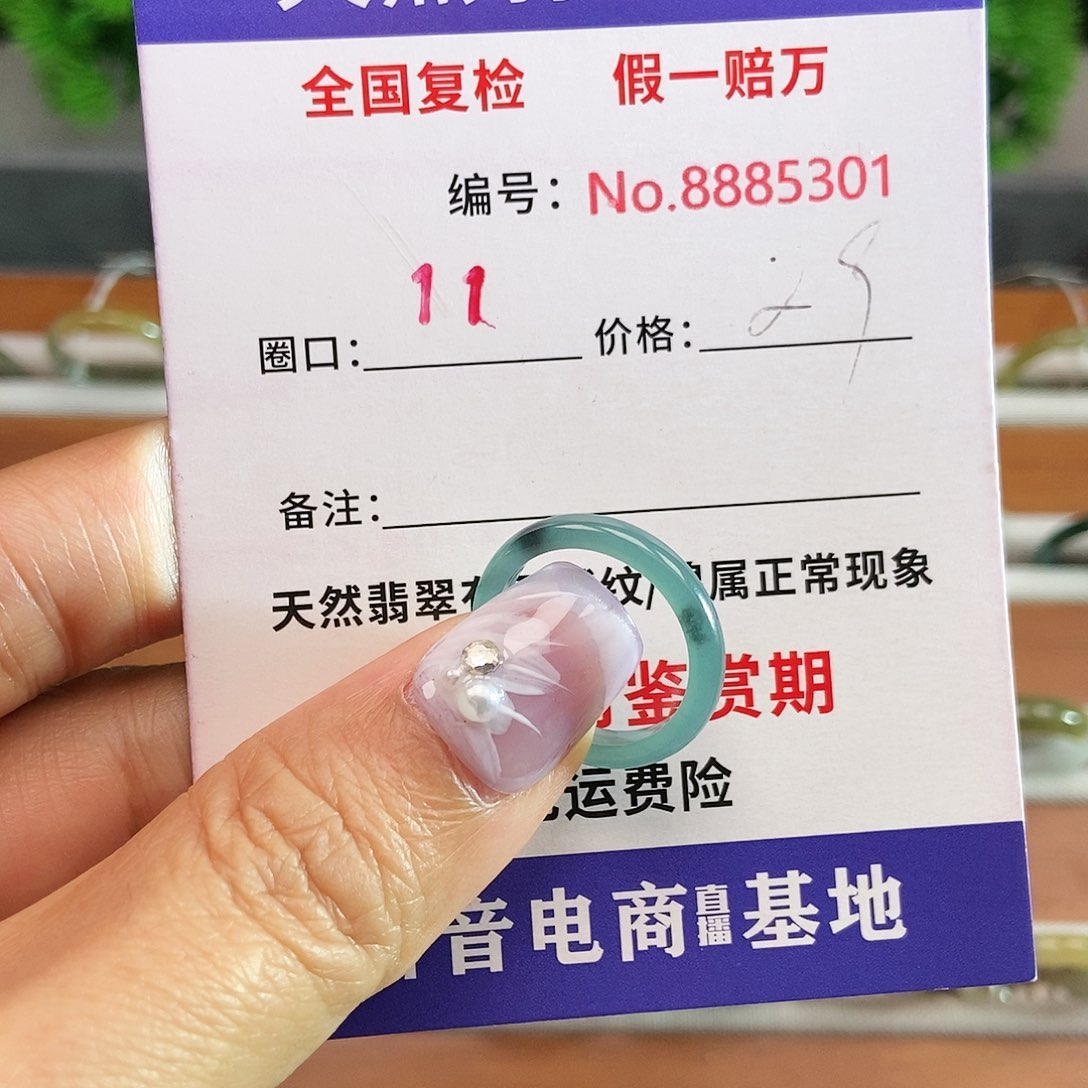 全国复检 假一赔万
编号：No.8885301
圈口：11 价格：
备注：
天然翡翠 纹/ 属正常现象
鉴赏期
运费险
音电商直播基地